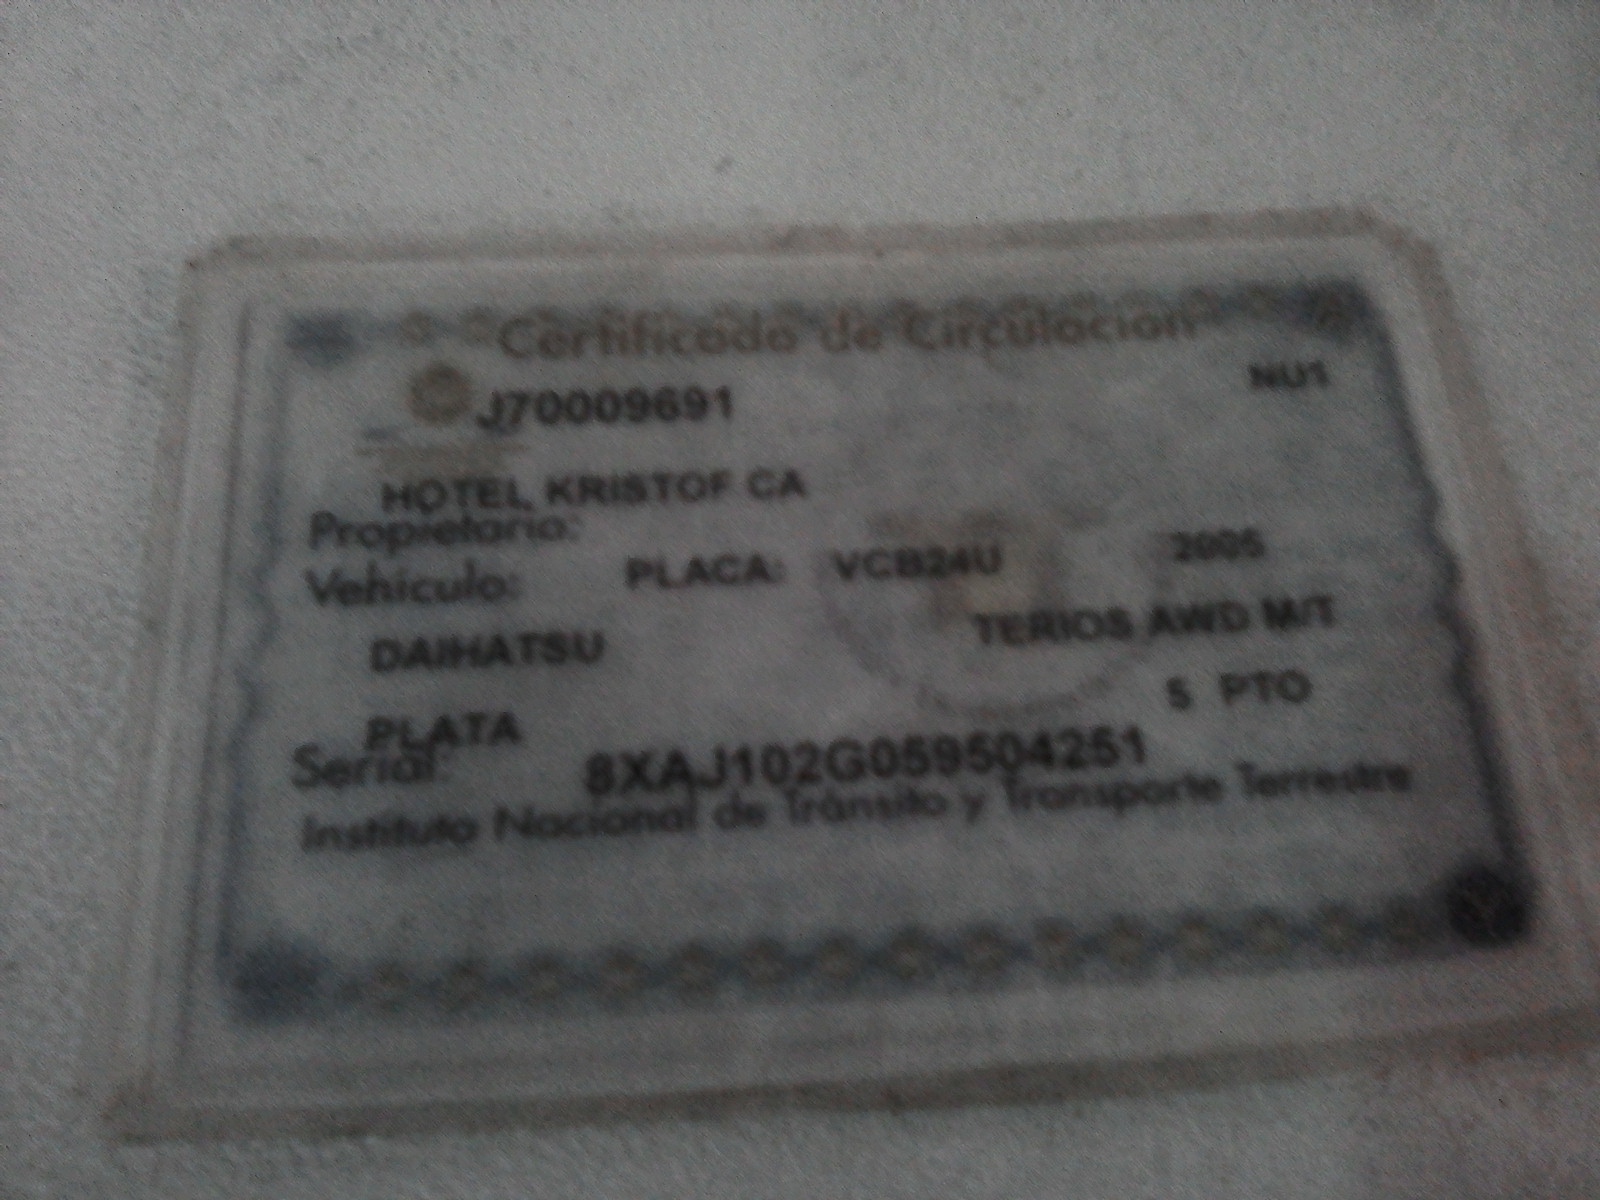 Certificado de Circulación
NU1
J70009691
HOTEL KRISTOF CA
Propietario:
Vehículo: PLACA: VCB24U 2005
DAIHATSU TERIOS AWD M/T
PLATA 5 PTO
Serial: 8XAJ102G059504251
Instituto Nacional de Tránsito y Transporte Terrestre